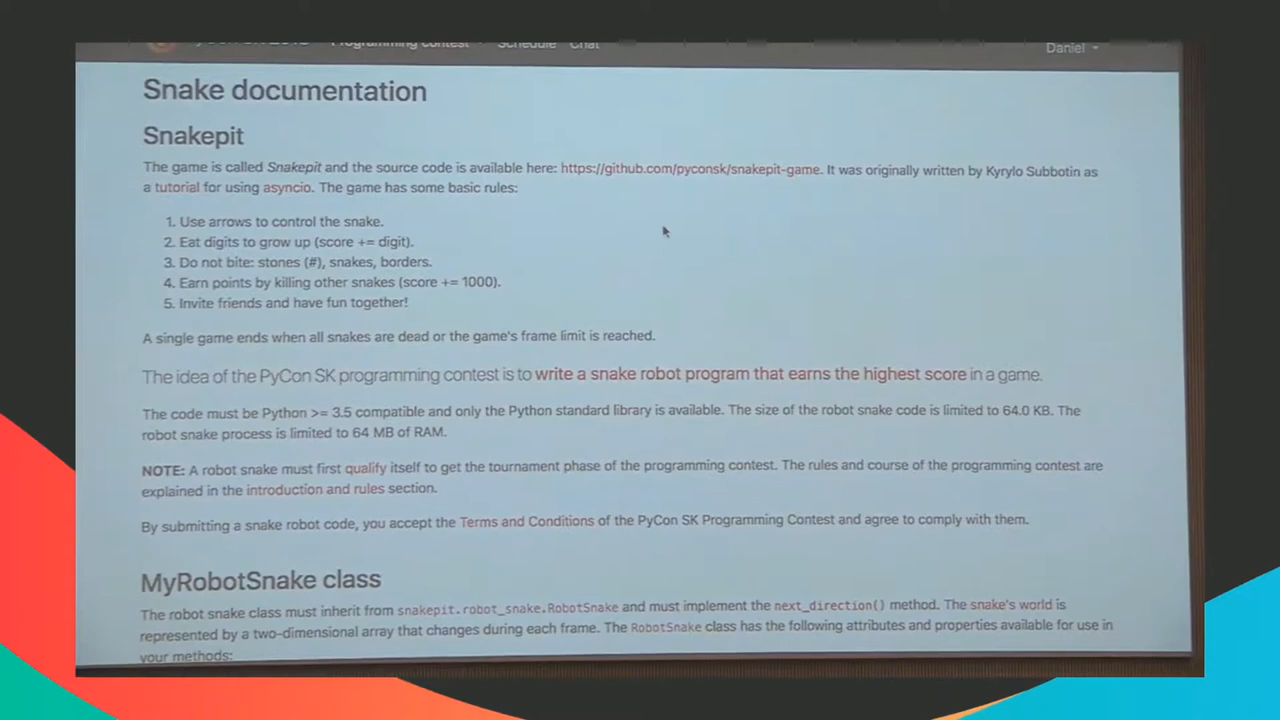 Programming contest Schedule Chat Daniel
Snake documentation
Snakepit
The game is called Snakepit and the source code is available here: https://github.com/pyconsk/snakepit-game. It was originally written by Kyrylo Subbotin as
a tutorial for using asyncio. The game has some basic rules:
1. Use arrows to control the snake.
2. Eat digits to grow up (score += digit).
3. Do not bite: stones (#), snakes, borders.
4. Earn points by killing other snakes (score += 1000).
5. Invite friends and have fun together!
A single game ends when all snakes are dead or the game's frame limit is reached.
The idea of the PyCon SK programming contest is to write a snake robot program that earns the highest score in a game.
The code must be Python >= 3.5 compatible and only the Python standard library is available. The size of the robot snake code is limited to 64.0 KB. The
robot snake process is limited to 64 MB of RAM.
NOTE: A robot snake must first qualify itself to get the tournament phase of the programming contest. The rules and course of the programming contest are
explained in the introduction and rules section.
By submitting a snake robot code, you accept the Terms and Conditions of the PyCon SK Programming Contest and agree to comply with them.
MyRobotSnake class
The robot snake class must inherit from snakepit.robot_snake.RobotSnake and must implement the next_direction() method. The snake's world is
represented by a two-dimensional array that changes during each frame. The RobotSnake class has the following attributes and properties available for use in
your methods: